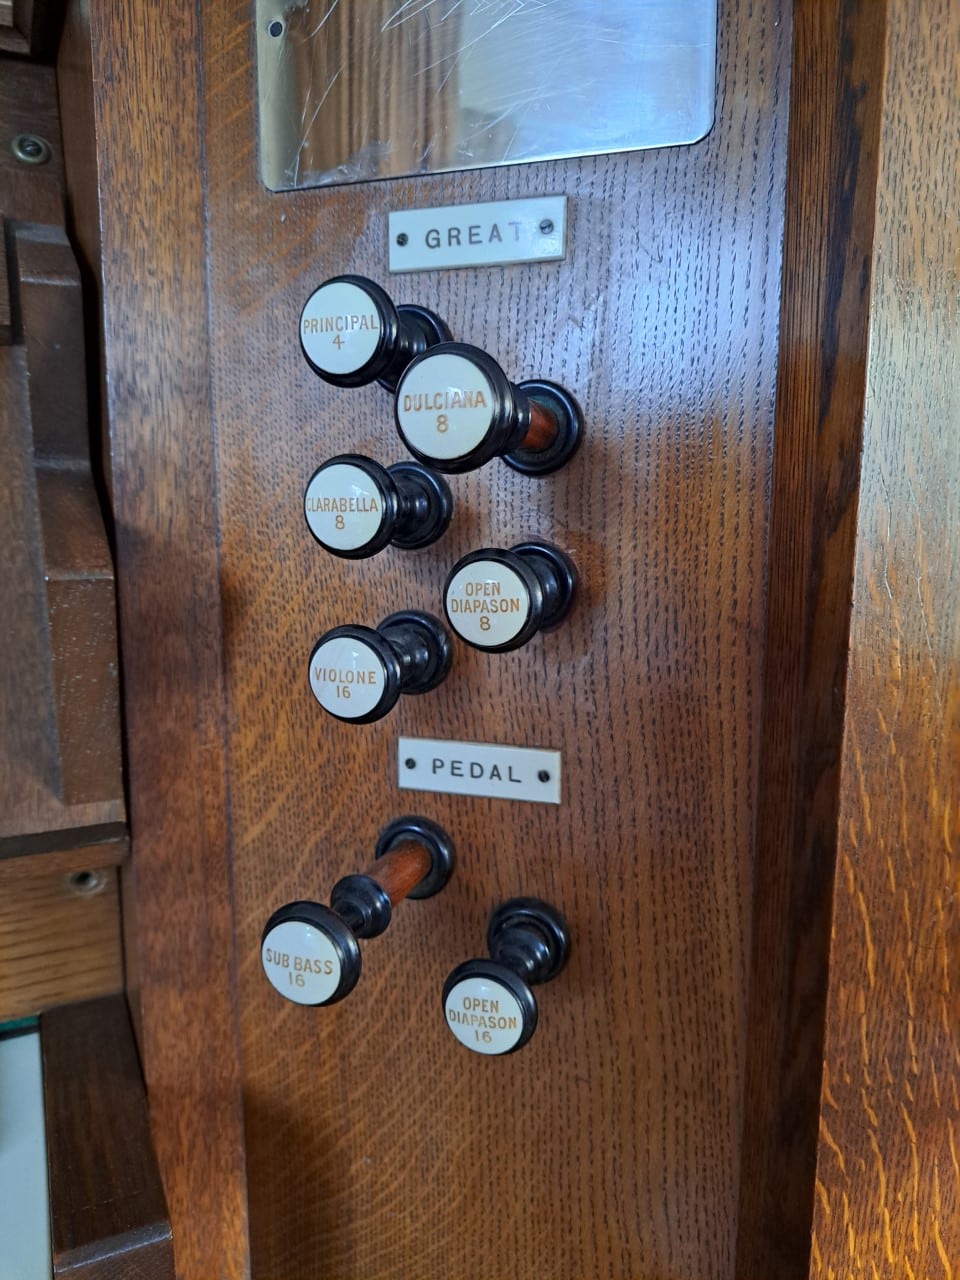 GREAT
PRINCIPAL
4
DULCIANA
8
CLARABELLA
8
OPEN
DIAPASON
8
VIOLONE
16
PEDAL
SUB BASS
16
OPEN
DIAPASON
16